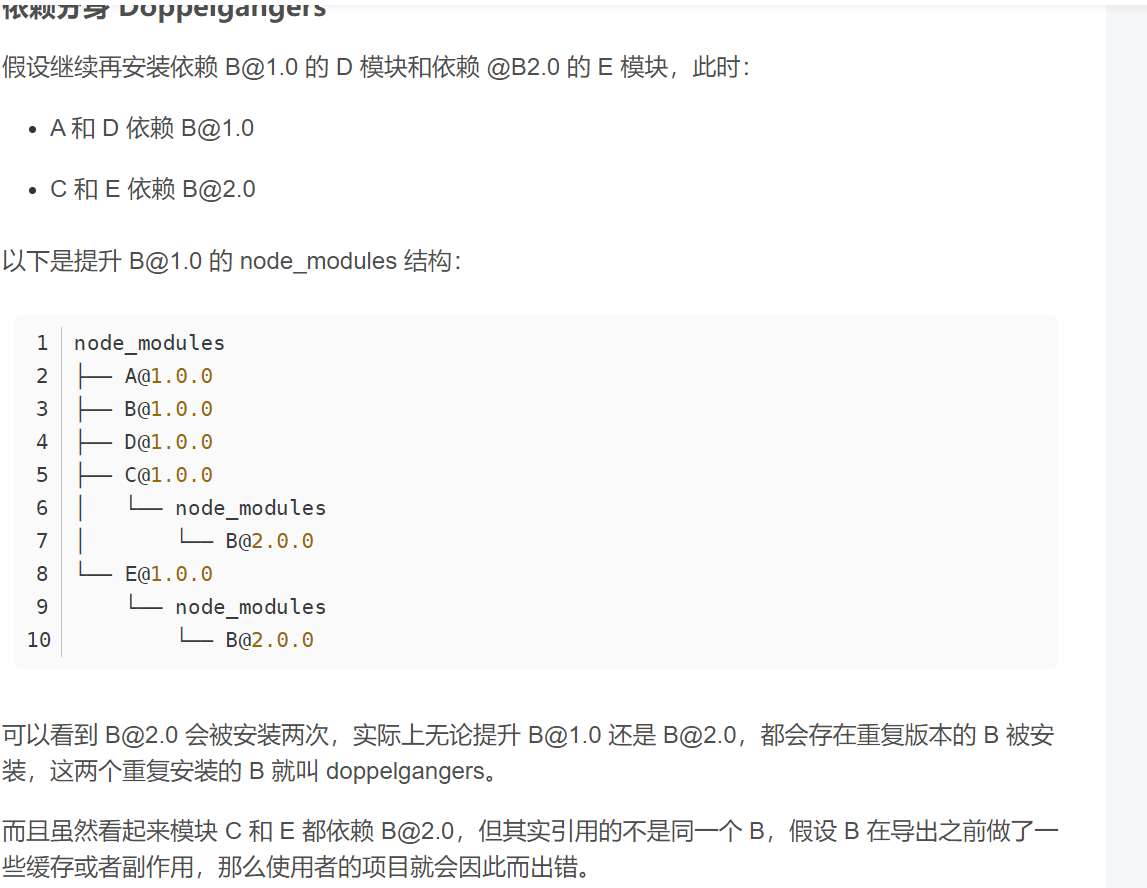 依赖分身 Doppelgangers
假设继续再安装依赖 B@1.0 的 D 模块和依赖 @B2.0 的 E 模块，此时：
• A 和 D 依赖 B@1.0
• C 和 E 依赖 B@2.0
以下是提升 B@1.0 的 node_modules 结构：
1 node_modules
2 ├── A@1.0.0
3 ├── B@1.0.0
4 ├── D@1.0.0
5 ├── C@1.0.0
6 │   └── node_modules
7 │       └── B@2.0.0
8 └── E@1.0.0
9     └── node_modules
10         └── B@2.0.0
可以看到 B@2.0 会被安装两次，实际上无论提升 B@1.0 还是 B@2.0，都会存在重复版本的 B 被安
装，这两个重复安装的 B 就叫 doppelgangers。
而且虽然看起来模块 C 和 E 都依赖 B@2.0，但其实引用的不是同一个 B，假设 B 在导出之前做了一
些缓存或者副作用，那么使用者的项目就会因此而出错。